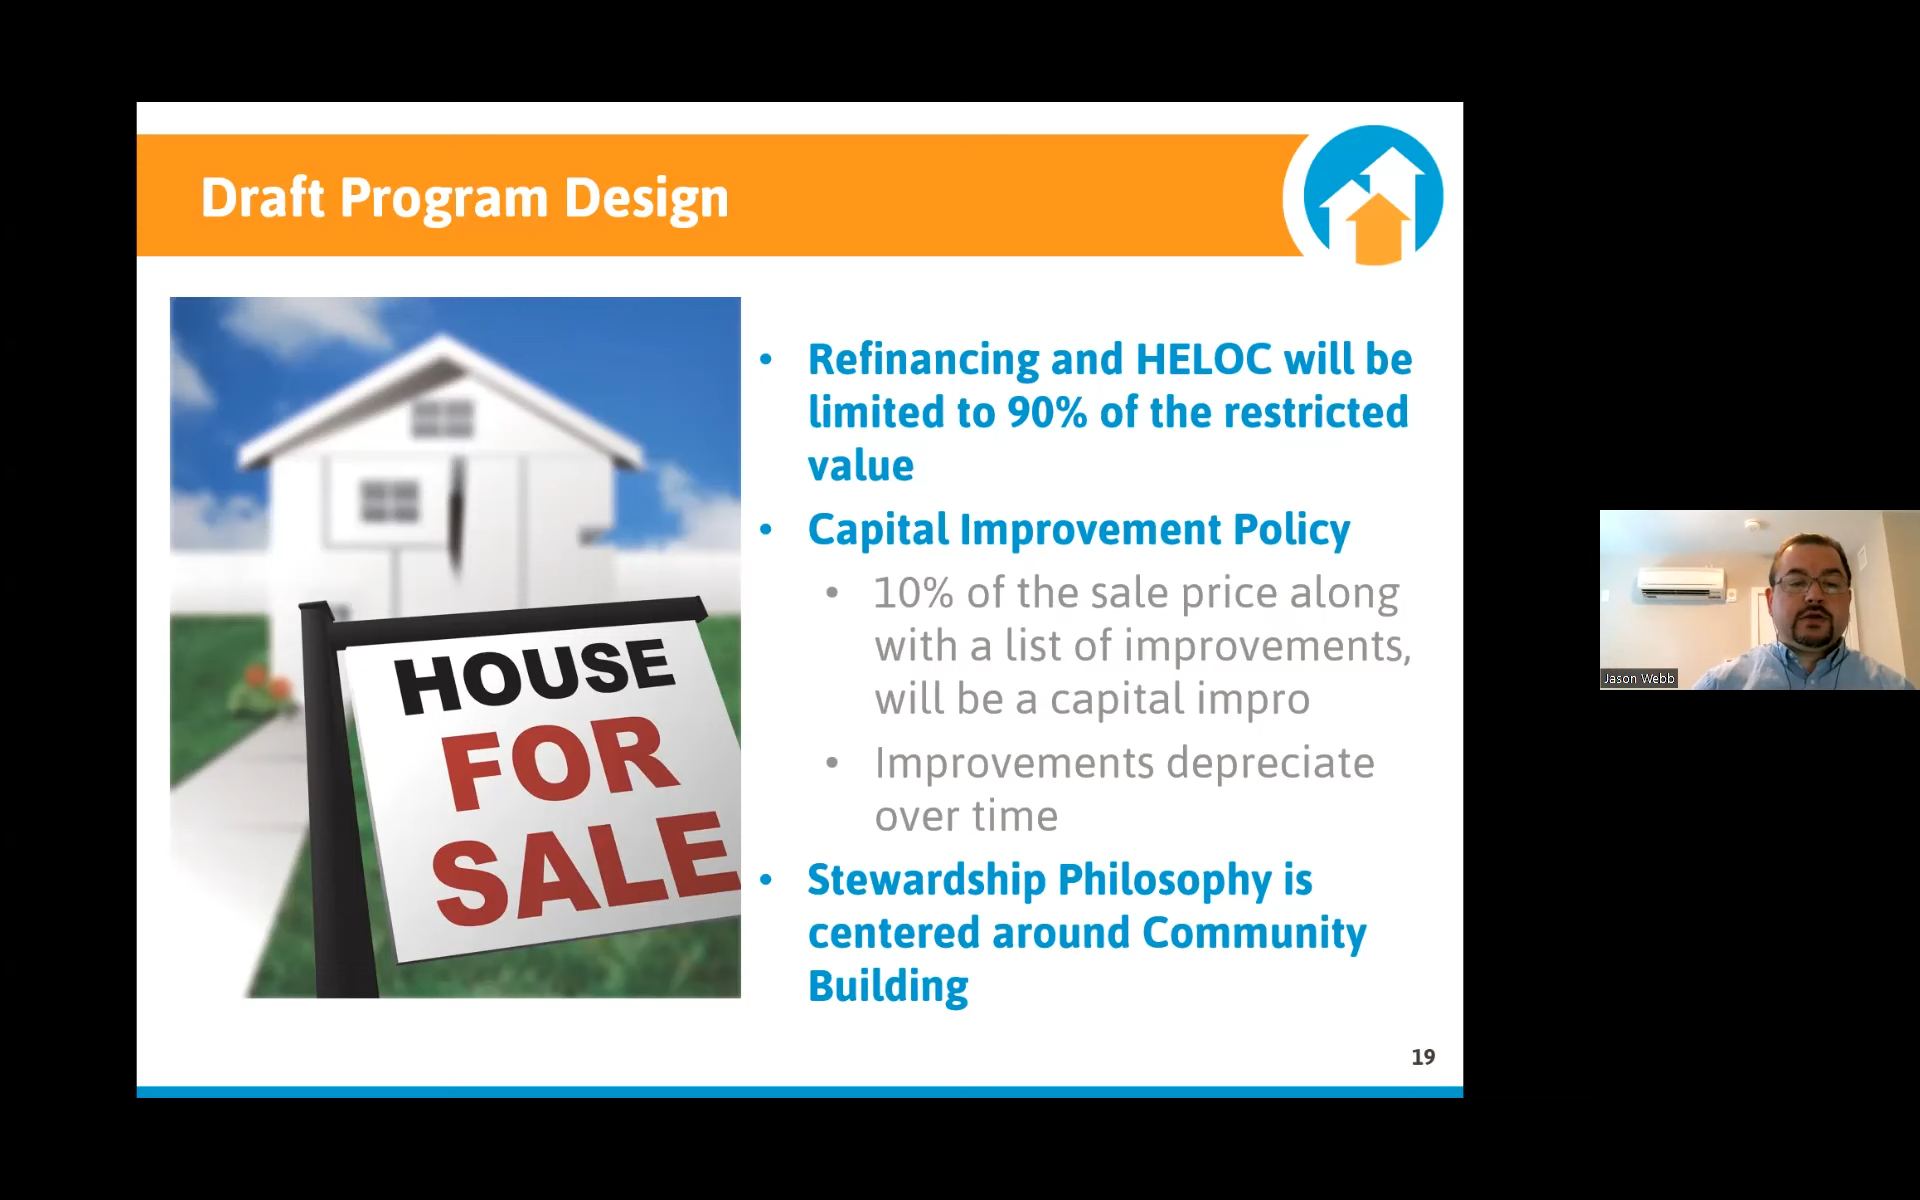 Draft Program Design
HOUSE
FOR
SALE
• Refinancing and HELOC will be
limited to 90% of the restricted
value
• Capital Improvement Policy
• 10% of the sale price along
with a list of improvements,
will be a capital impro
• Improvements depreciate
over time
• Stewardship Philosophy is
centered around Community
Building
19
Jason Webb